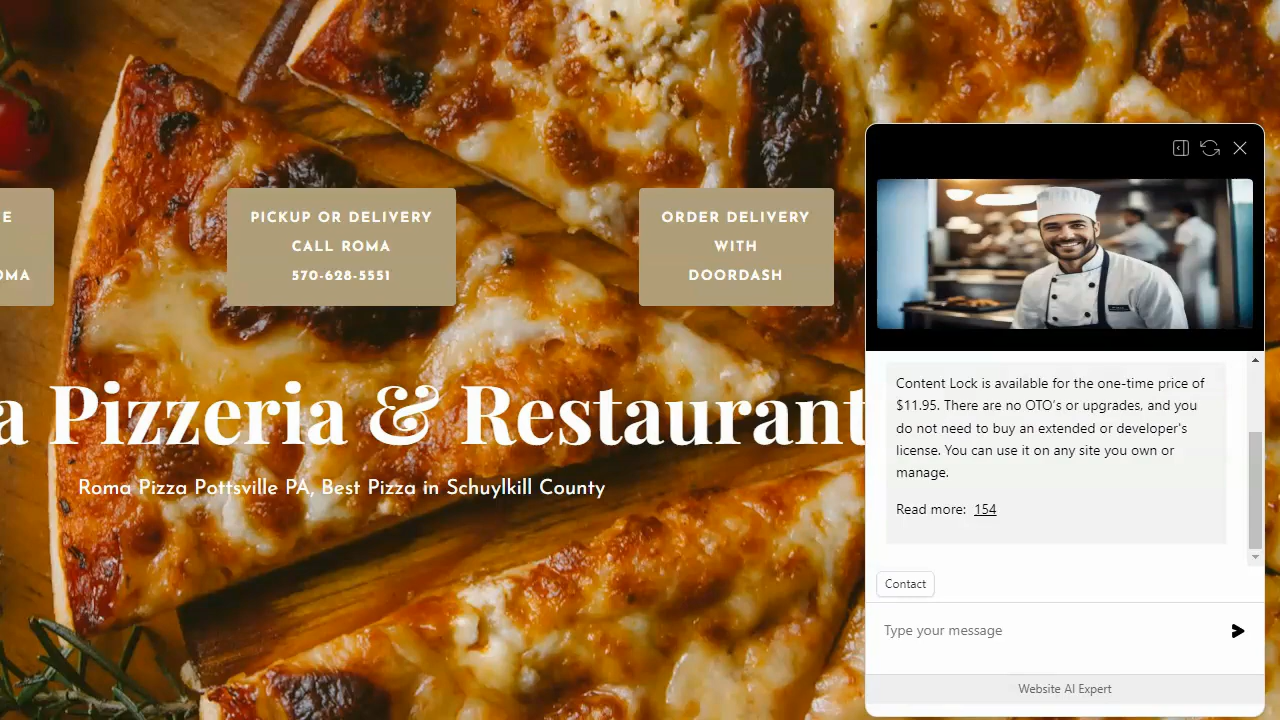 E
OMA
PICKUP OR DELIVERY
CALL ROMA
570-628-5551
ORDER DELIVERY
WITH
DOORDASH
a Pizzeria & Restaurant
Roma Pizza Pottsville PA, Best Pizza in Schuylkill County
Content Lock is available for the one-time price of
$11.95. There are no OTO's or upgrades, and you
do not need to buy an extended or developer's
license. You can use it on any site you own or
manage.
Read more: 154
Contact
Type your message
Website AI Expert